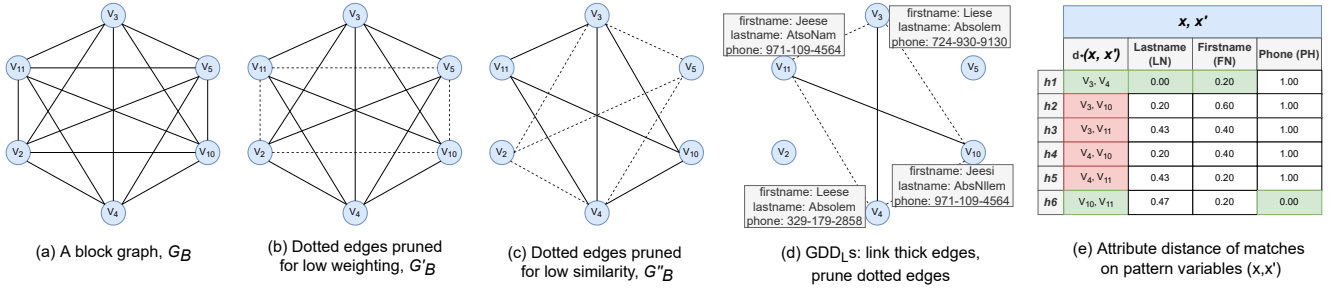 V3
V11
V5
V2
V10
V4
(a) A block graph, GB
V3
V11
V5
V2
V10
V4
(b) Dotted edges pruned
for low weighting, G'B
V3
V11
V5
V2
V10
V4
(c) Dotted edges pruned
for low similarity, G"B
firstname: Jeese
lastname: AtsoNam
phone: 971-109-4564
V3
firstname: Liese
lastname: Absolem
phone: 724-930-9130
V11
V5
V2
V10
firstname: Leese
lastname: Absolem
phone: 329-179-2858
V4
firstname: Jeesi
lastname: AbsNllem
phone: 971-109-4564
(d) GDDLs: link thick edges,
prune dotted edges
x, x'
d*(x, x') Lastname (LN) Firstname (FN) Phone (PH)
h1 V3, V4 0.00 0.20 1.00
h2 V3, V10 0.20 0.60 1.00
h3 V3, V11 0.43 0.40 1.00
h4 V4, V10 0.20 0.40 1.00
h5 V4, V11 0.43 0.20 1.00
h6 V10, V11 0.47 0.20 0.00
(e) Attribute distance of matches
on pattern variables (x,x')